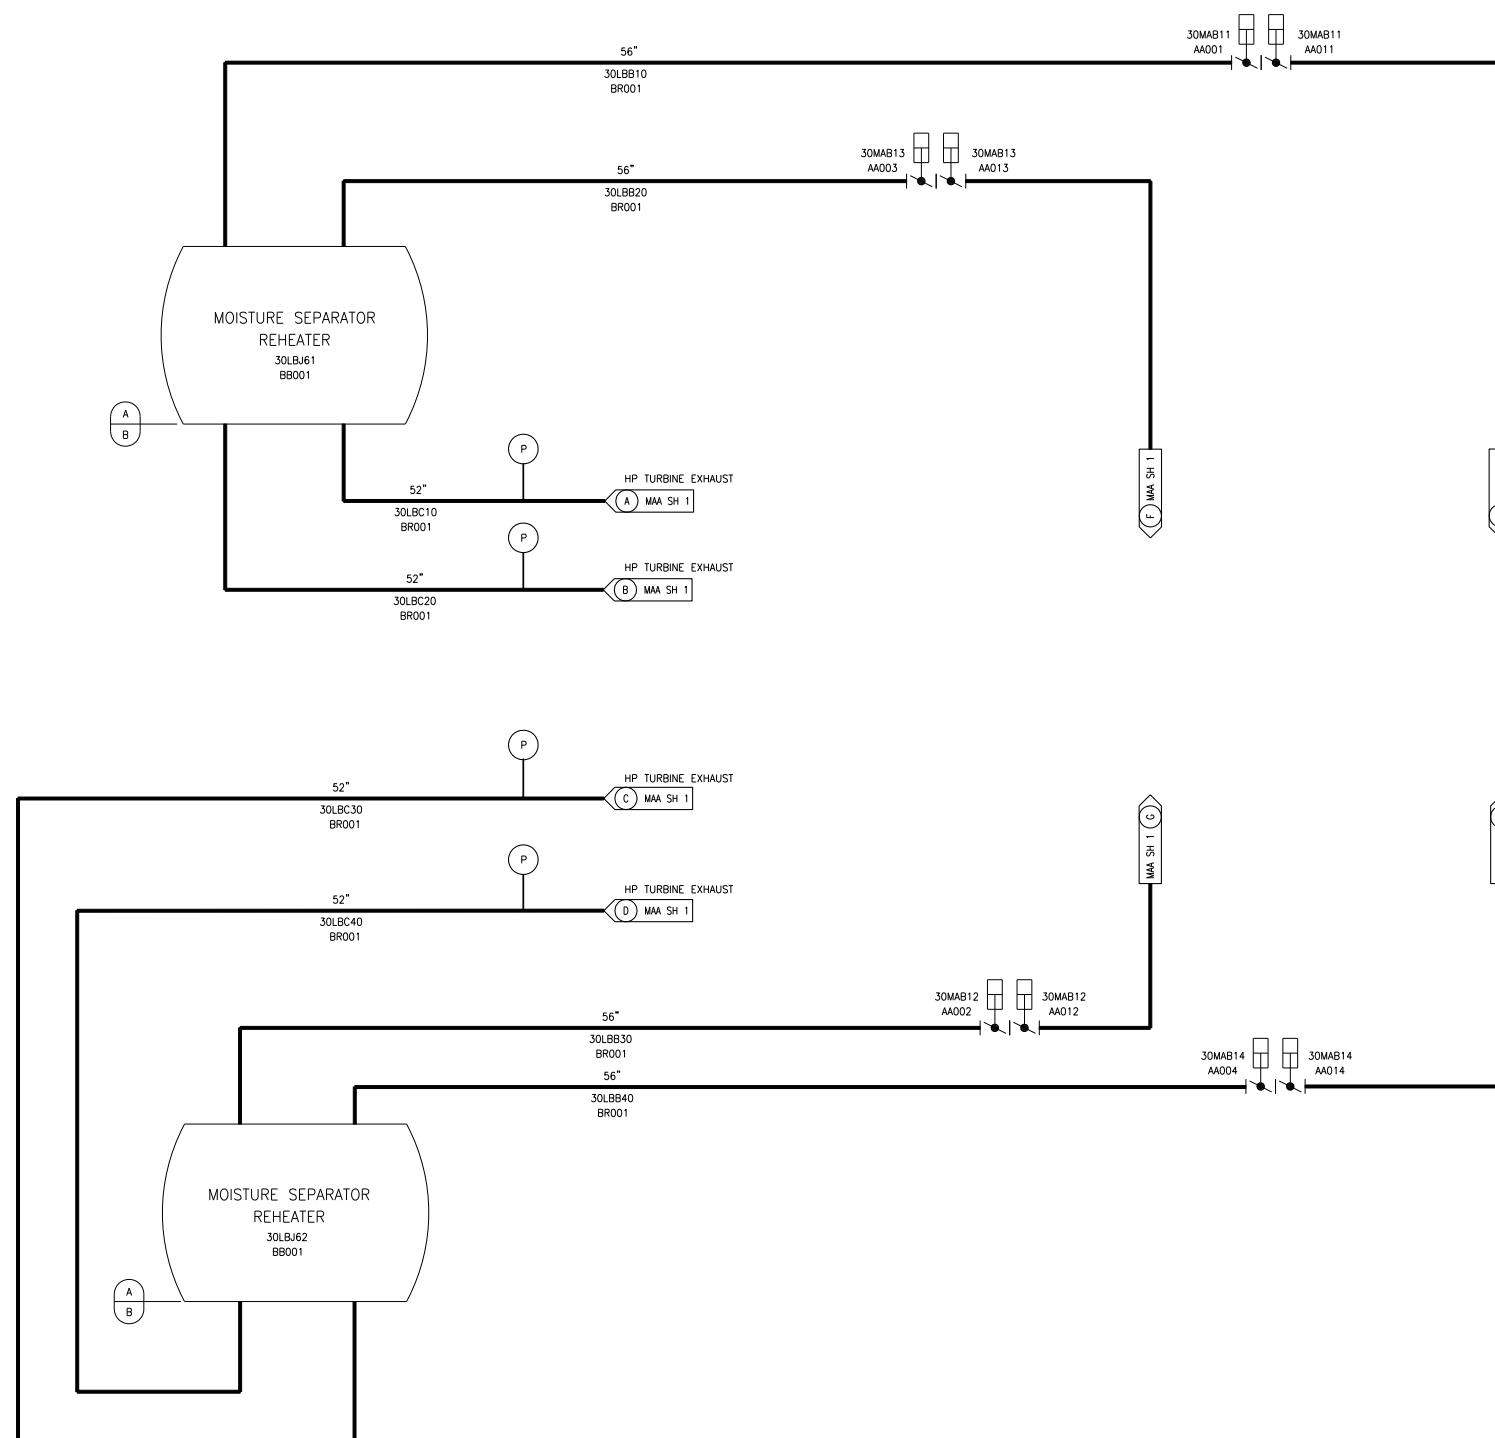 30MAB11
AA001
30MAB11
AA011
56"
30LBB10
BR001
30MAB13
AA003
30MAB13
AA013
56"
30LBB20
BR001
MOISTURE SEPARATOR
REHEATER
30LBJ61
BB001
A
B
P
HP TURBINE EXHAUST
A MAA SH 1
52"
30LBC10
BR001
P
HP TURBINE EXHAUST
B MAA SH 1
52"
30LBC20
BR001
F MAA SH 1
P
HP TURBINE EXHAUST
C MAA SH 1
52"
30LBC30
BR001
MAA SH 1 G
P
HP TURBINE EXHAUST
D MAA SH 1
52"
30LBC40
BR001
30MAB12
AA002
30MAB12
AA012
56"
30LBB30
BR001
30MAB14
AA004
30MAB14
AA014
56"
30LBB40
BR001
MOISTURE SEPARATOR
REHEATER
30LBJ62
BB001
A
B